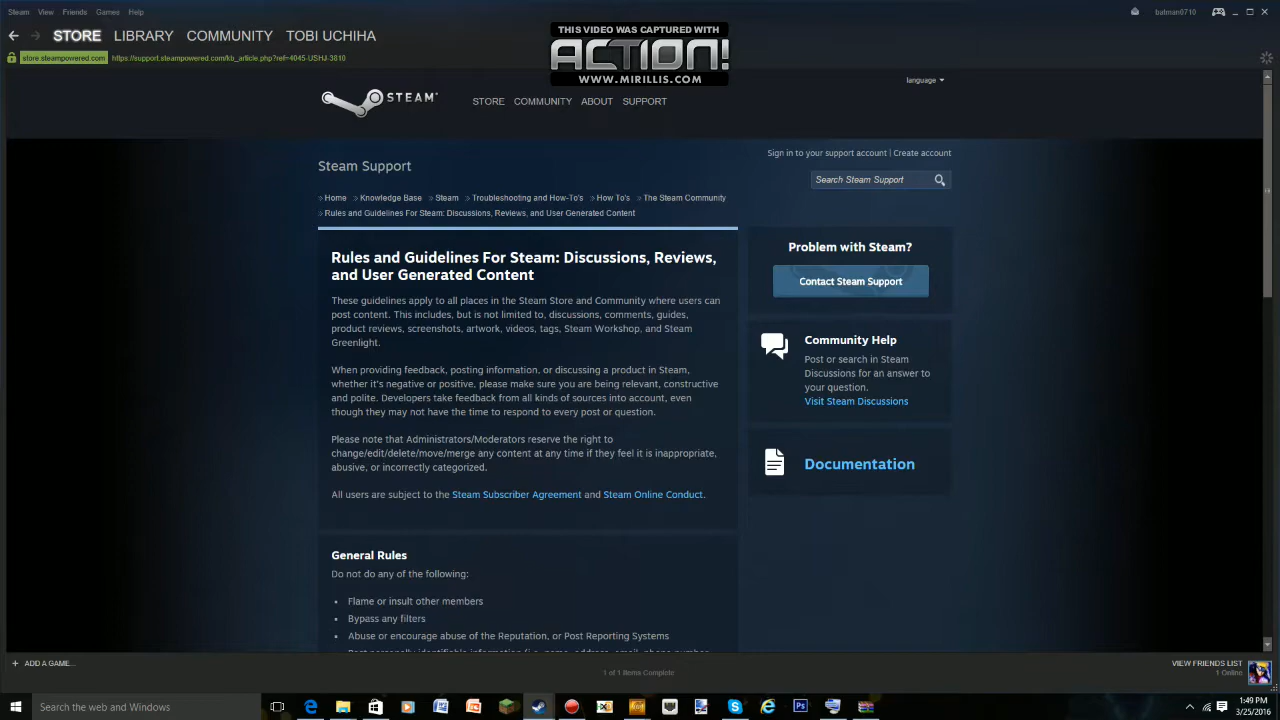 Steam View Friends Games Help
batman0710
THIS VIDEO WAS CAPTURED WITH
ACTION!
WWW.MIRILLIS.COM
STORE LIBRARY COMMUNITY TOBI UCHIHA
store.steampowered.com https://support.steampowered.com/kb_article.php?ref=4045-USHJ-3810
language
STEAM
STORE COMMUNITY ABOUT SUPPORT
Sign in to your support account | Create account
Steam Support
Search Steam Support
Home Knowledge Base Steam Troubleshooting and How-To's How To's The Steam Community
Rules and Guidelines For Steam: Discussions, Reviews, and User Generated Content
Rules and Guidelines For Steam: Discussions, Reviews,
and User Generated Content
These guidelines apply to all places in the Steam Store and Community where users can
post content. This includes, but is not limited to, discussions, comments, guides,
product reviews, screenshots, artwork, videos, tags, Steam Workshop, and Steam
Greenlight.
When providing feedback, posting information, or discussing a product in Steam,
whether it's negative or positive, please make sure you are being relevant, constructive
and polite. Developers take feedback from all kinds of sources into account, even
though they may not have the time to respond to every post or question.
Please note that Administrators/Moderators reserve the right to
change/edit/delete/move/merge any content at any time if they feel it is inappropriate,
abusive, or incorrectly categorized.
All users are subject to the Steam Subscriber Agreement and Steam Online Conduct.
General Rules
Do not do any of the following:
• Flame or insult other members
• Bypass any filters
• Abuse or encourage abuse of the Reputation, or Post Reporting Systems
• Post personally identifiable information (i.e. name, address, email, phone number,
Problem with Steam?
Contact Steam Support
Community Help
Post or search in Steam
Discussions for an answer to
your question.
Visit Steam Discussions
Documentation
+ ADD A GAME...
1 of 1 Items Complete
VIEW FRIENDS LIST
1 Online
Search the web and Windows
1:49 PM
3/25/2016